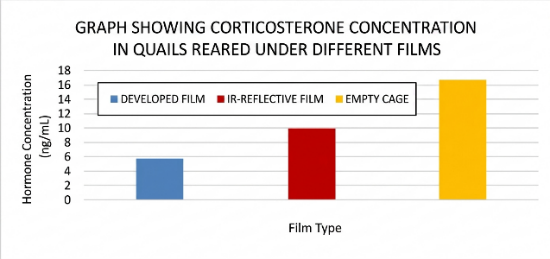 GRAPH SHOWING CORTICOSTERONE CONCENTRATION
IN QUAILS REARED UNDER DIFFERENT FILMS
Hormone Concentration
(ng/mL)
18
16
14
12
10
8
6
4
2
0
DEVELOPED FILM IR-REFLECTIVE FILM EMPTY CAGE
Film Type